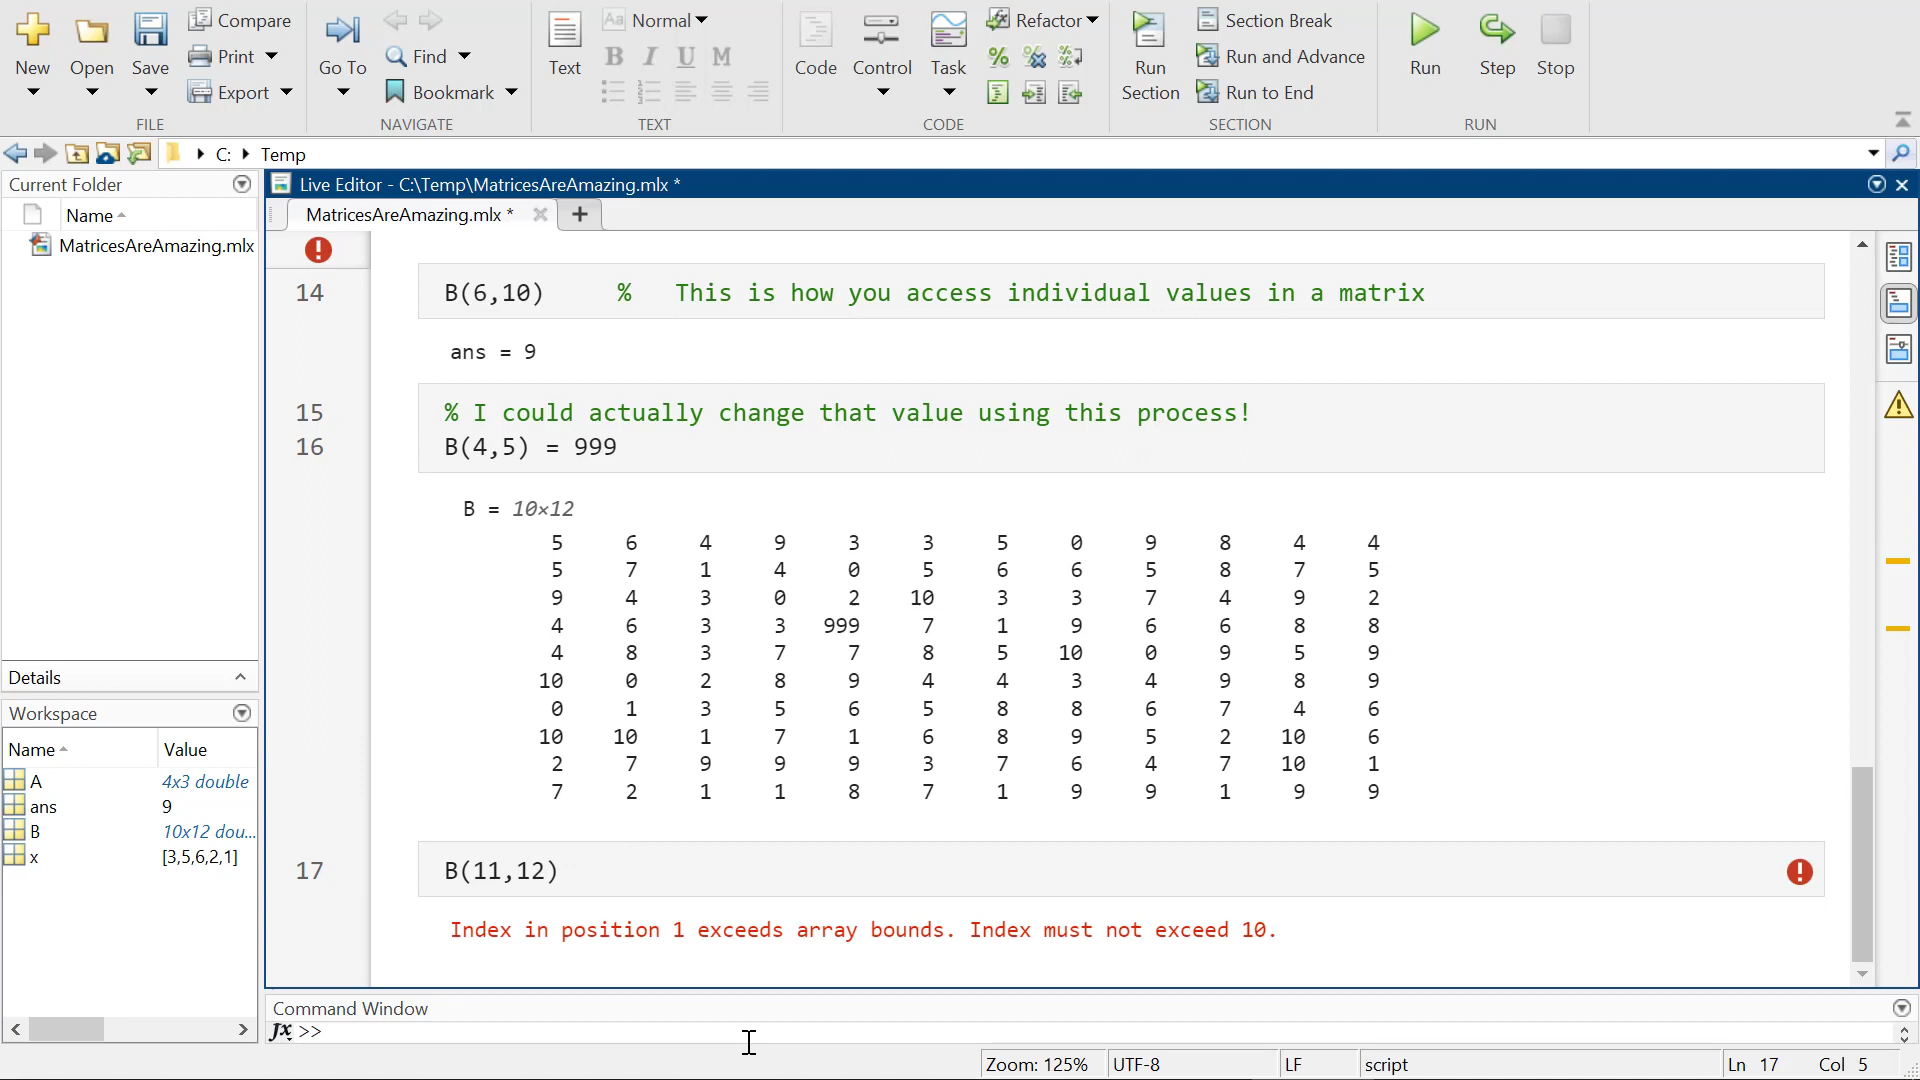 New
Open
Save
Compare
Print
Export
FILE
Go To
Find
Bookmark
NAVIGATE
Text
Aa Normal
B I U M
TEXT
Code
Control
Task
Refactor
CODE
Run
Section
Section Break
Run and Advance
Run to End
SECTION
Run
Step
Stop
RUN
C: Temp
Current Folder
Name
MatricesAreAmazing.mlx
Details
Workspace
Name Value
A 4x3 double
ans 9
B 10x12 dou...
x [3,5,6,2,1]
Live Editor - C:\Temp\MatricesAreAmazing.mlx *
MatricesAreAmazing.mlx *
14 B(6,10) % This is how you access individual values in a matrix
ans = 9
15 % I could actually change that value using this process!
16 B(4,5) = 999
B = 10×12
5 6 4 9 3 3 5 0 9 8 4 4
5 7 1 4 0 5 6 6 5 8 7 5
9 4 3 0 2 10 3 3 7 4 9 2
4 6 3 3 999 7 1 9 6 6 8 8
4 8 3 7 7 8 5 10 0 9 5 9
10 0 2 8 9 4 4 3 4 9 8 9
0 1 3 5 6 5 8 8 6 7 4 6
10 10 1 7 1 6 8 9 5 2 10 6
2 7 9 9 9 3 7 6 4 7 10 1
7 2 1 1 8 7 1 9 9 1 9 9
17 B(11,12)
Index in position 1 exceeds array bounds. Index must not exceed 10.
Command Window
fx >>
Zoom: 125% UTF-8 LF script Ln 17 Col 5